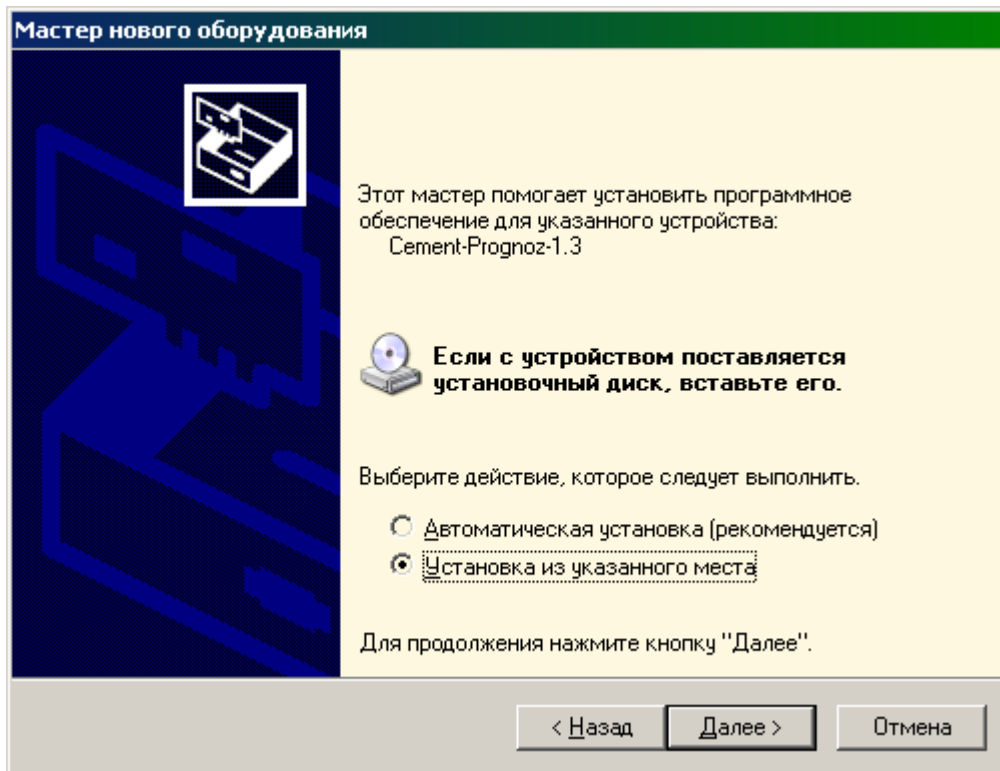 Мастер нового оборудования
Этот мастер помогает установить программное
обеспечение для указанного устройства:
Cement-Prognoz-1.3
Если с устройством поставляется
установочный диск, вставьте его.
Выберите действие, которое следует выполнить.
Автоматическая установка (рекомендуется)
Установка из указанного места
Для продолжения нажмите кнопку "Далее".
< Назад Далее > Отмена